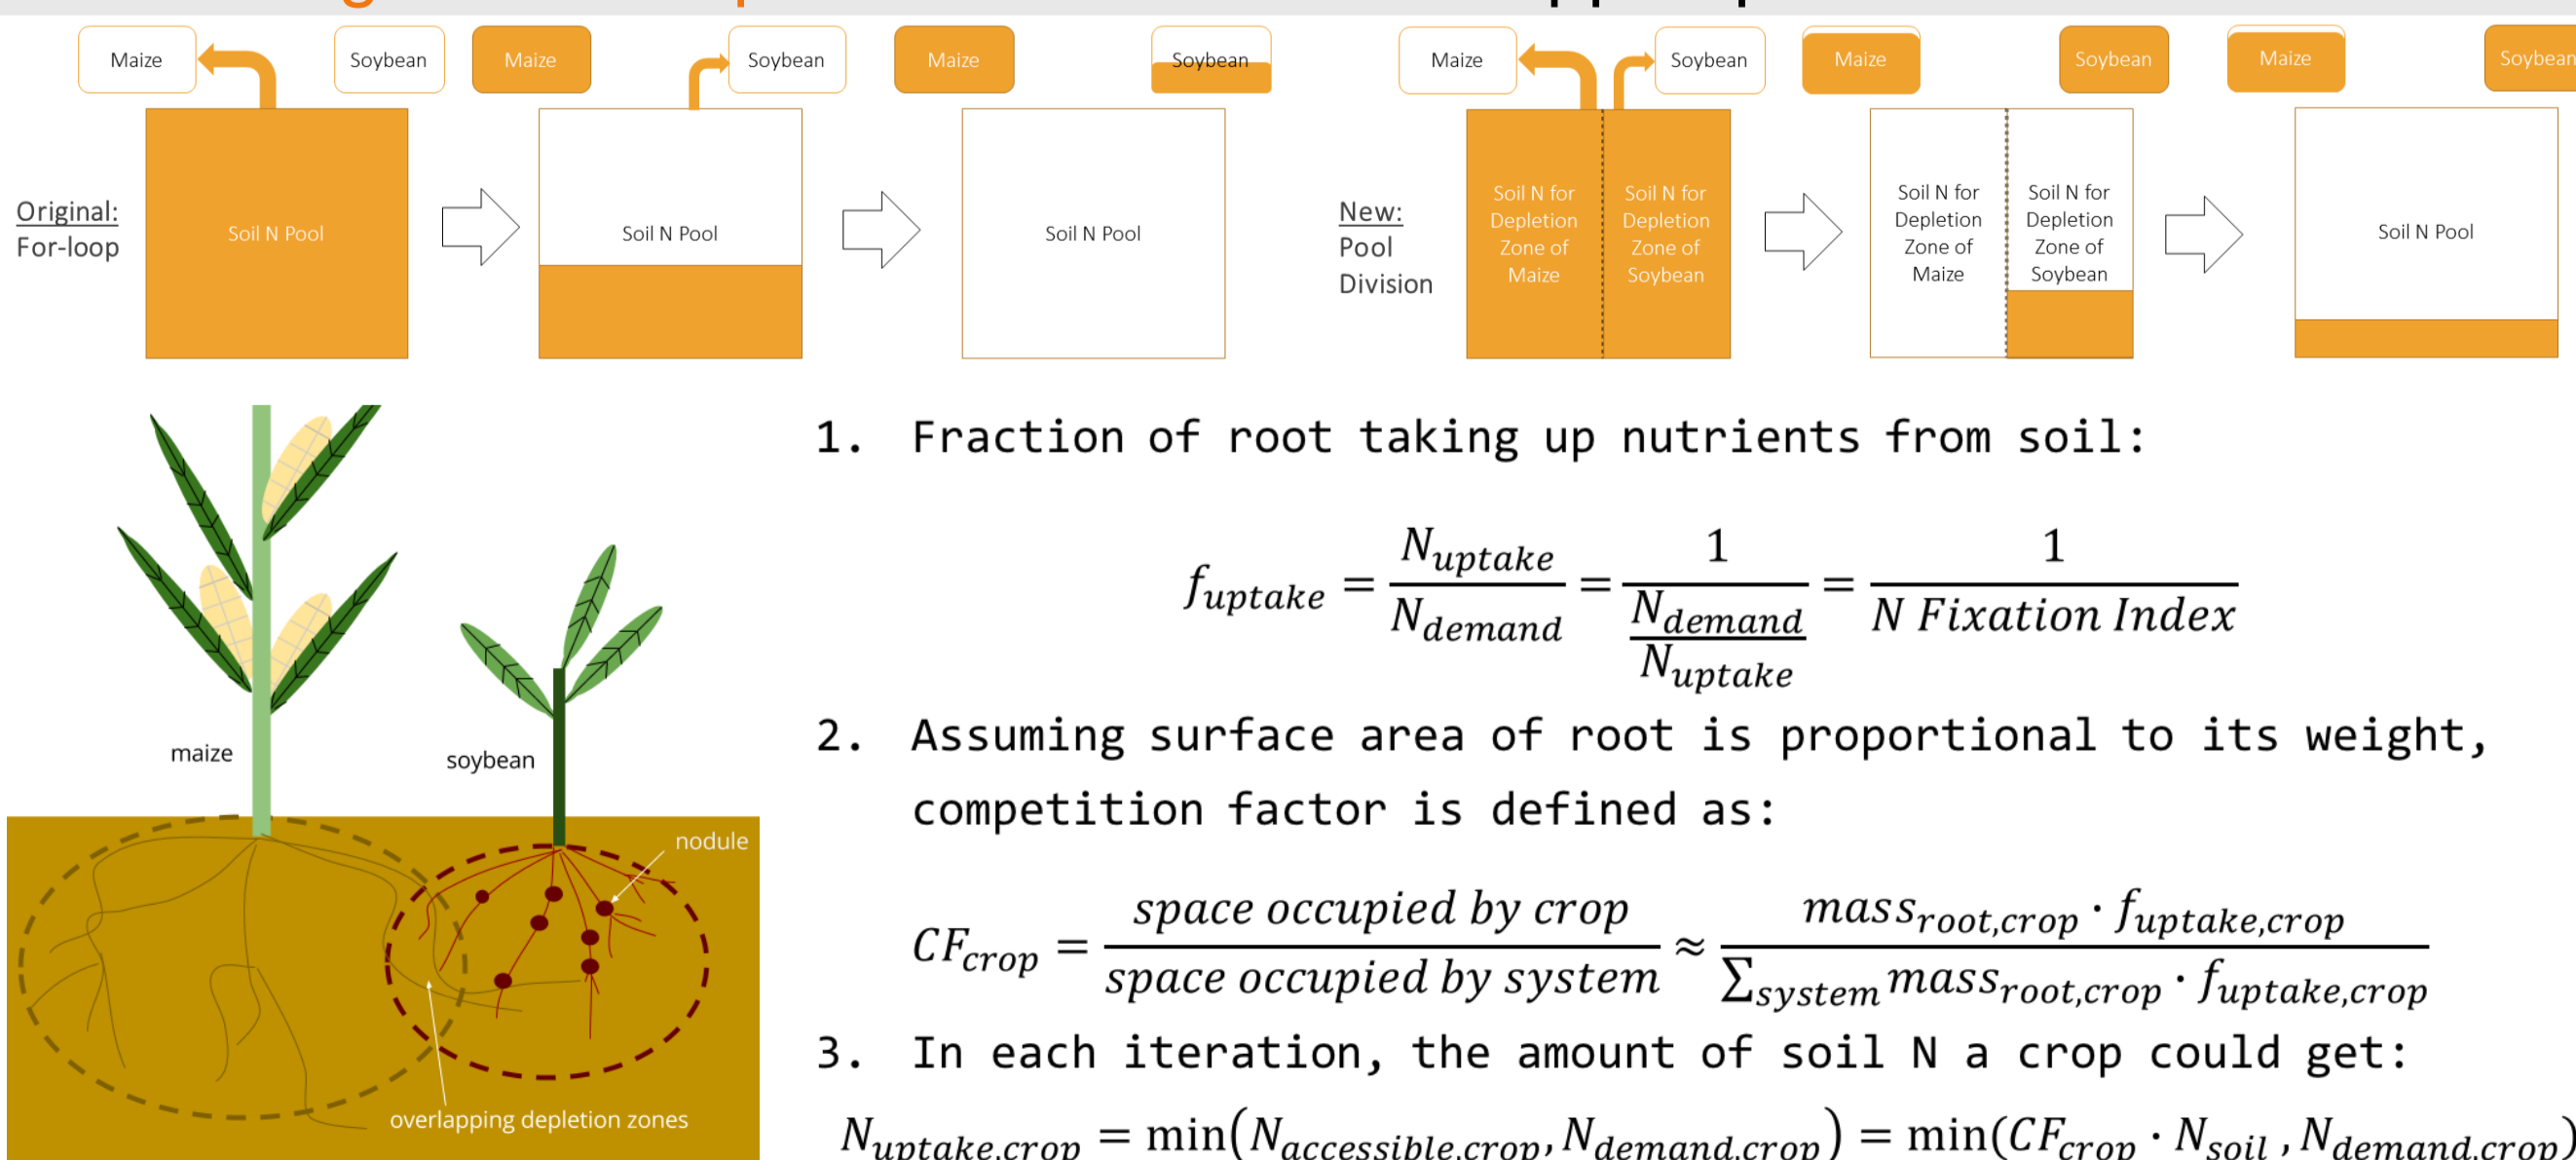 Maize
Soybean
Maize
Soybean
Maize
Soybean
Original:
For-loop
Soil N Pool
Soil N Pool
Soil N Pool
Maize
Soybean
Maize
Soybean
Maize
Soybean
New:
Pool
Division
Soil N for
Depletion
Zone of
Maize
Soil N for
Depletion
Zone of
Soybean
Soil N for
Depletion
Zone of
Maize
Soil N for
Depletion
Zone of
Soybean
Soil N Pool
maize
soybean
nodule
overlapping depletion zones
1. Fraction of root taking up nutrients from soil:
f_uptake = N_uptake / N_demand = 1 / (N_demand / N_uptake) = 1 / N Fixation Index
2. Assuming surface area of root is proportional to its weight,
competition factor is defined as:
CF_crop = space occupied by crop / space occupied by system ≈ mass_root,crop · f_uptake,crop / ∑_system mass_root,crop · f_uptake,crop
3. In each iteration, the amount of soil N a crop could get:
N_uptake,crop = min(N_accessible,crop, N_demand,crop) = min(CF_crop · N_soil , N_demand,crop)